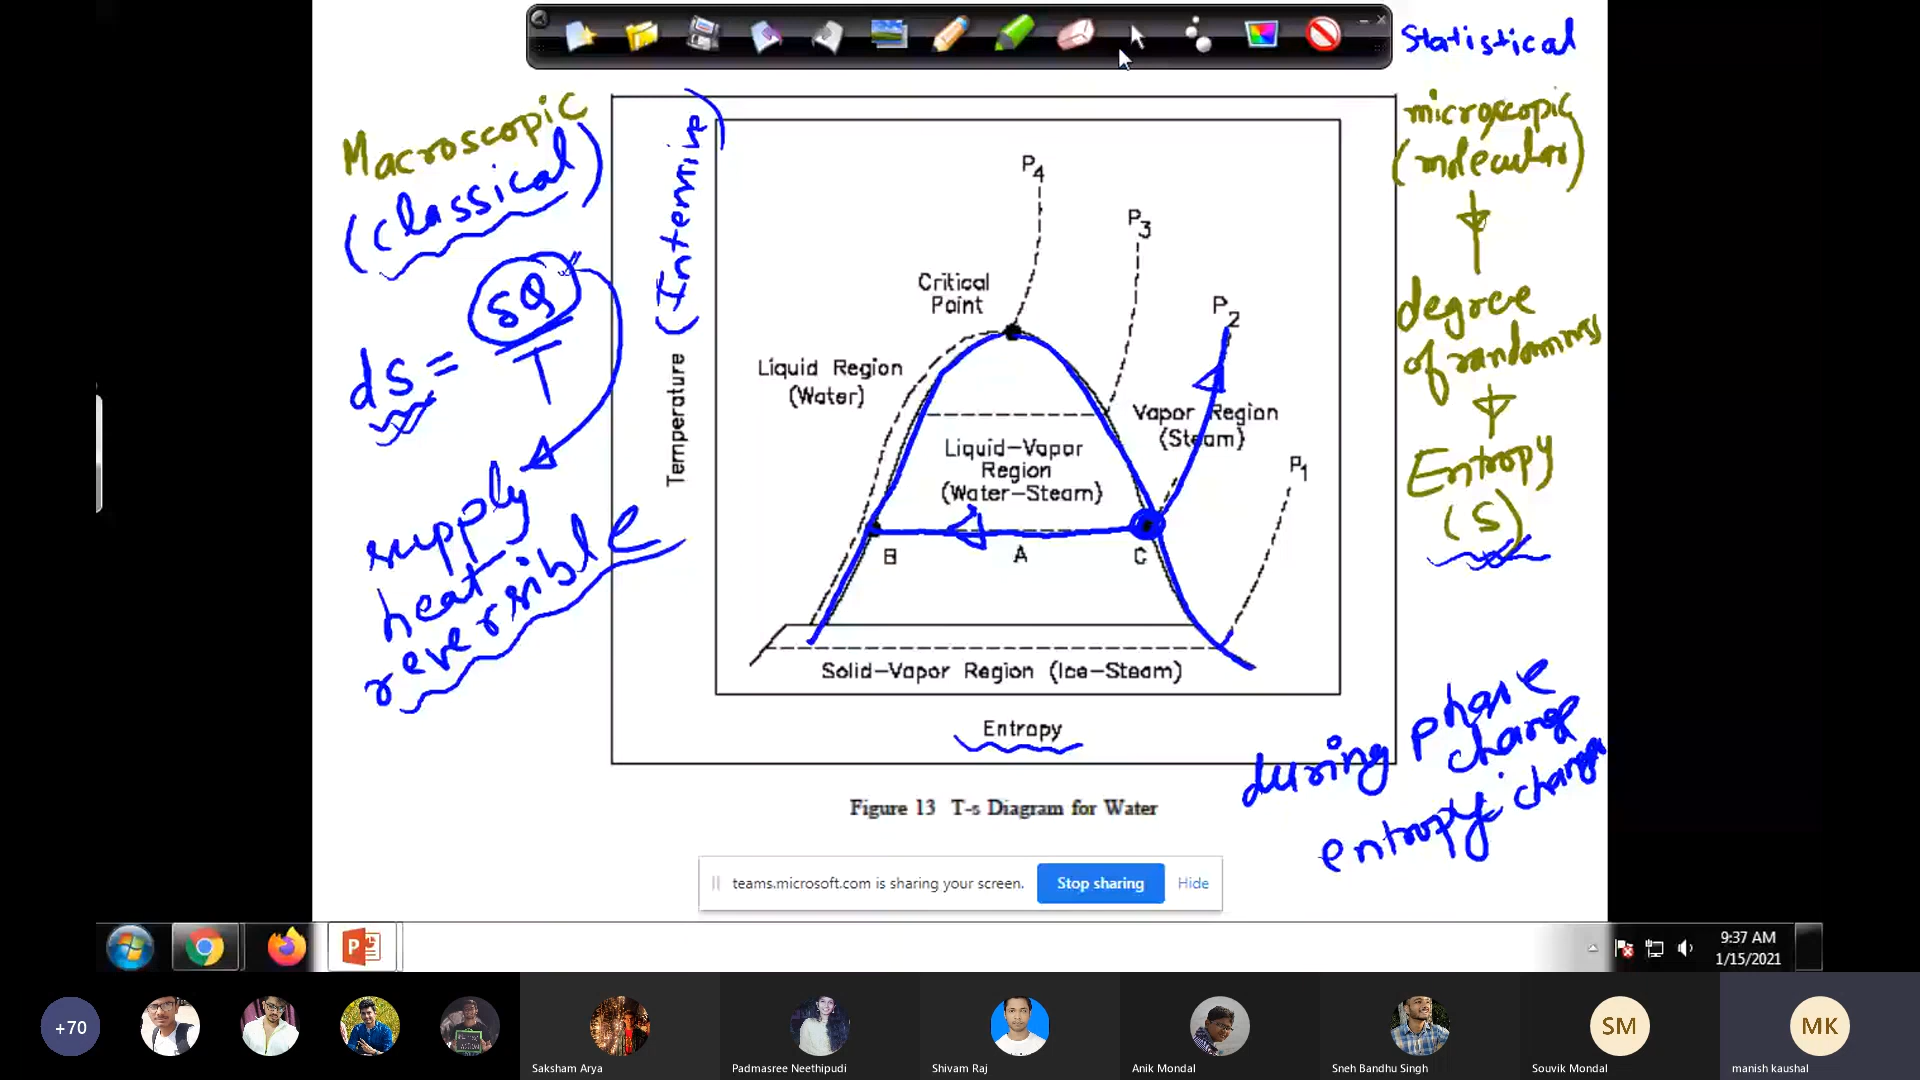 Statistical
Macroscopic
(classical)
ds = δQ
T
supply
heat
reversible
(Intensive)
Temperature
P4
P3
Critical
Point
P2
Liquid Region
(Water)
Vapor Region
(Steam)
Liquid-Vapor
Region
(Water-Steam)
P1
B
A
C
Solid-Vapor Region (Ice-Steam)
Entropy
microscopic
(molecular)
degree
of randomness
Entropy
(S)
during phase
change
entropy change
Figure 13 T-s Diagram for Water
teams.microsoft.com is sharing your screen.
Stop sharing
Hide
9:37 AM
1/15/2021
+70
Saksham Arya
Padmasree Neethipudi
Shivam Raj
Anik Mondal
Sneh Bandhu Singh
SM
Souvik Mondal
MK
manish kaushal